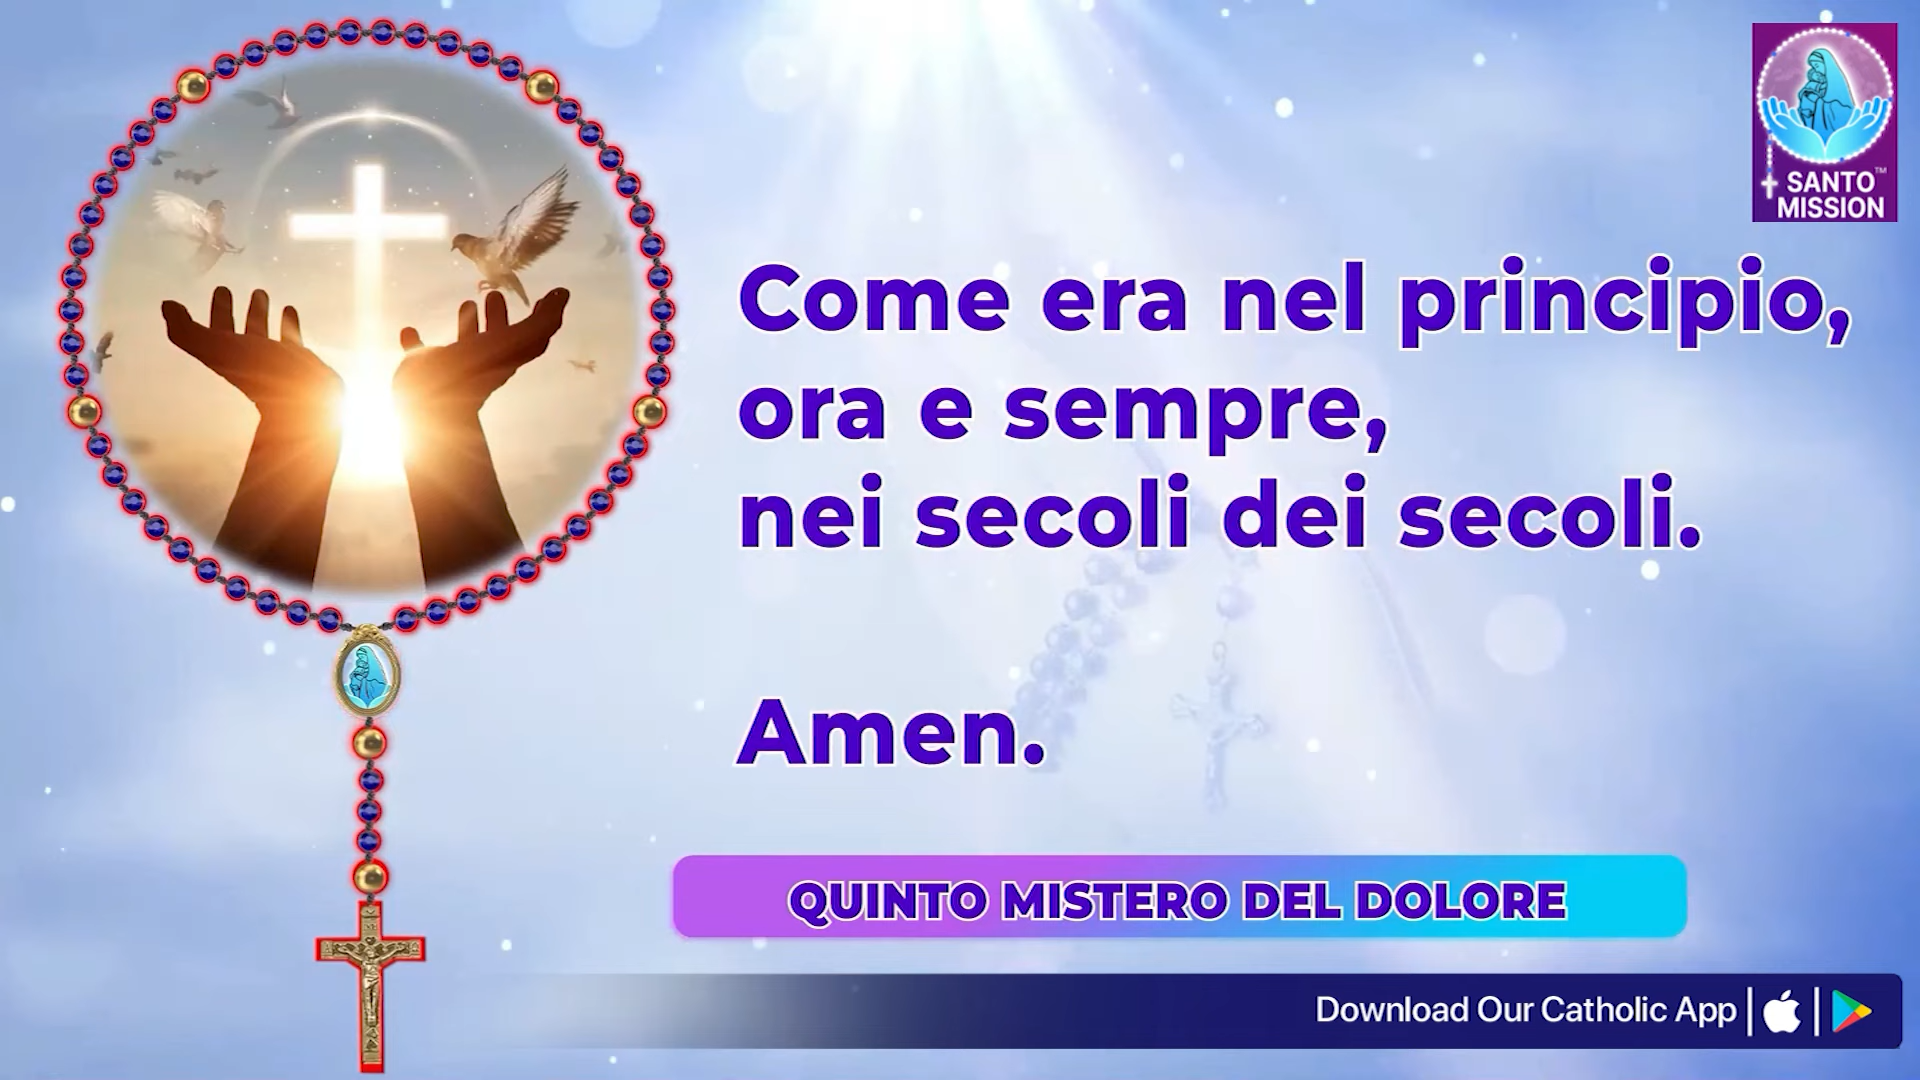 SANTO™
MISSION
Come era nel principio,
ora e sempre,
nei secoli dei secoli.
Amen.
QUINTO MISTERO DEL DOLORE
Download Our Catholic App